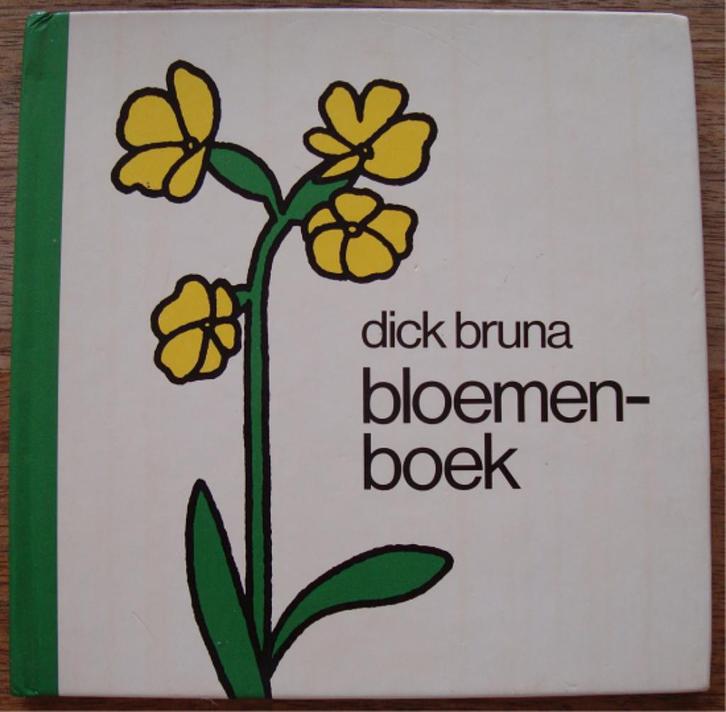 dick bruna
bloemen-
boek